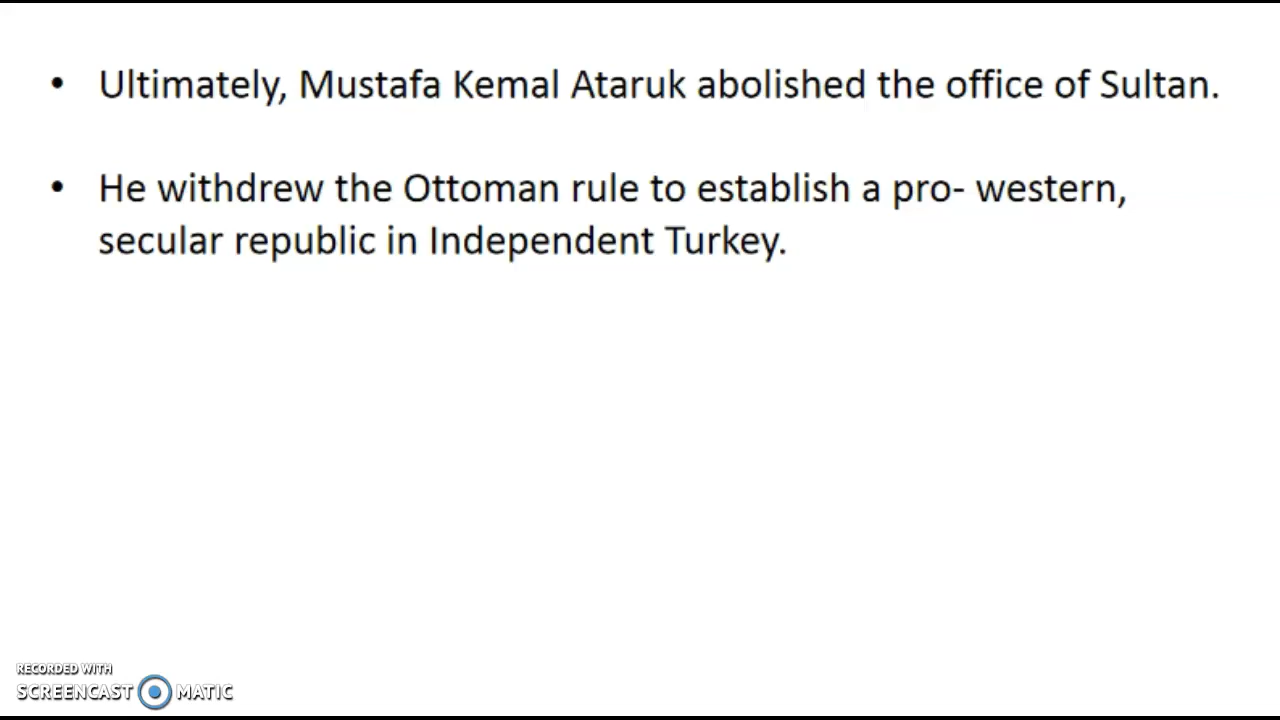 • Ultimately, Mustafa Kemal Ataruk abolished the office of Sultan.
• He withdrew the Ottoman rule to establish a pro- western,
secular republic in Independent Turkey.
RECORDED WITH
SCREENCAST MATIC